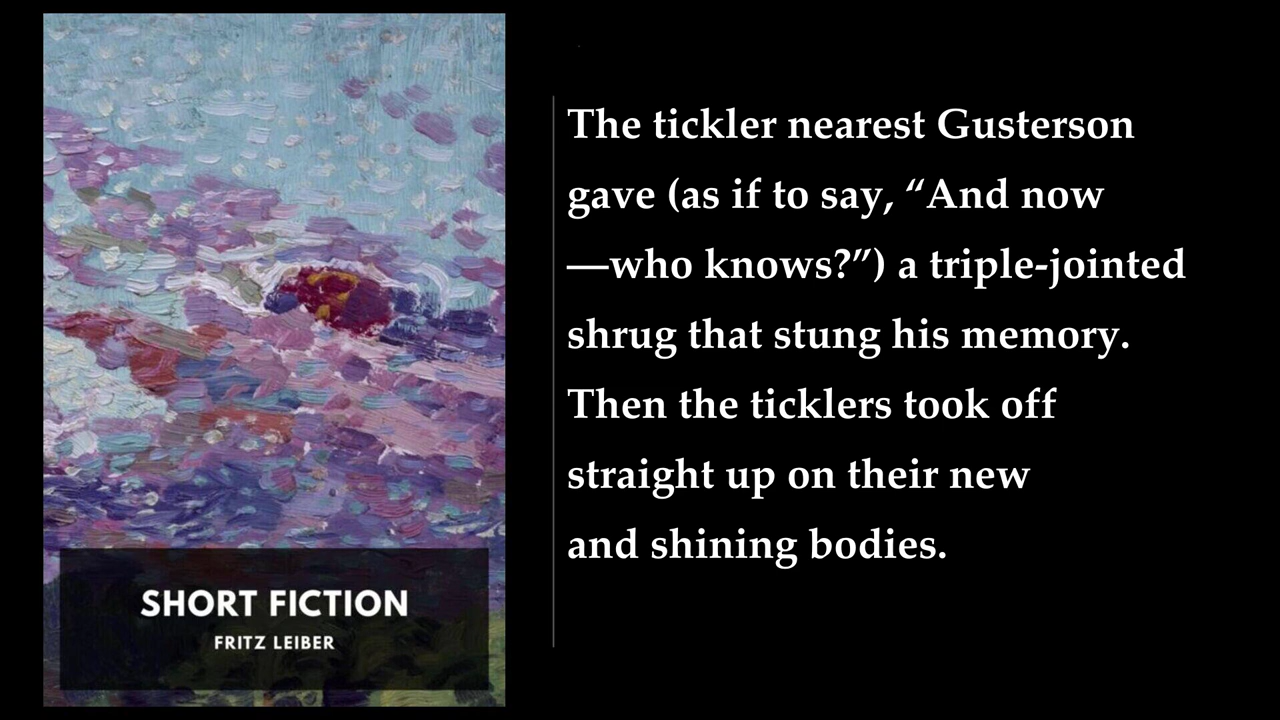 SHORT FICTION
FRITZ LEIBER
The tickler nearest Gusterson
gave (as if to say, “And now
—who knows?”) a triple-jointed
shrug that stung his memory.
Then the ticklers took off
straight up on their new
and shining bodies.